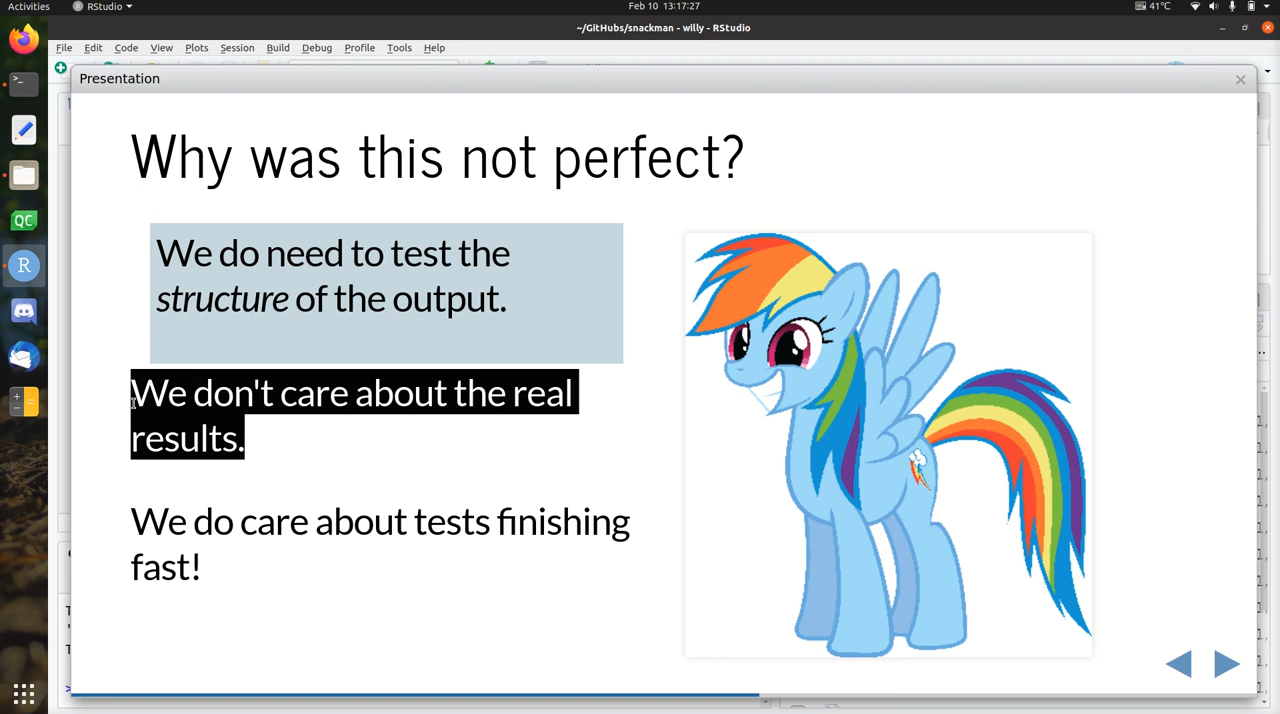 Activities
RStudio
Feb 10 13:17:27
41°C
~/GitHubs/snackman - willy - RStudio
File Edit Code View Plots Session Build Debug Profile Tools Help
Presentation
Why was this not perfect?
We do need to test the
structure of the output.
We don't care about the real
results.
We do care about tests finishing
fast!
QC
R